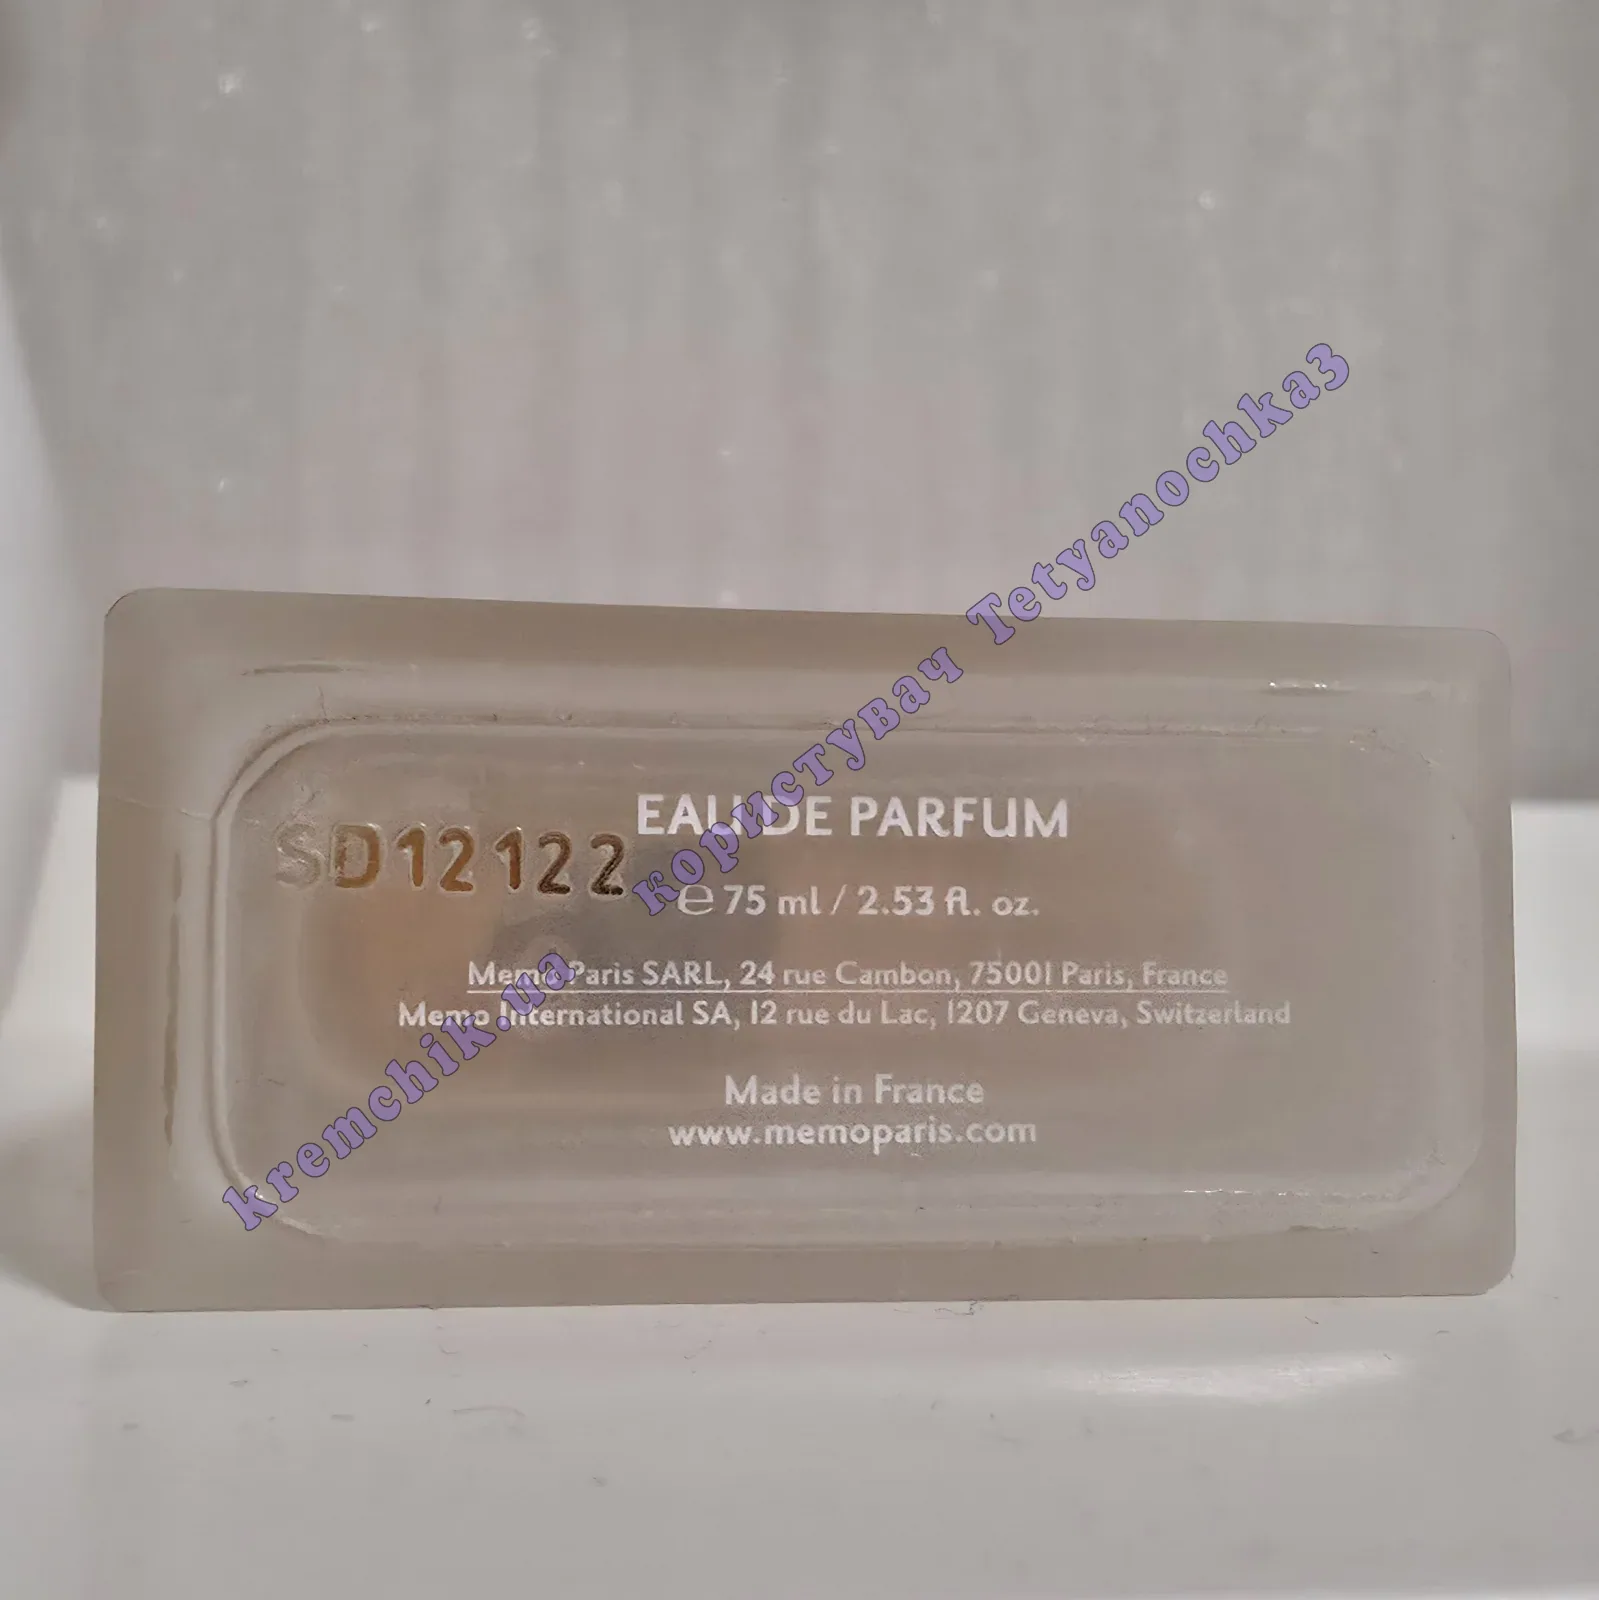 SD12122
EAU DE PARFUM
℮ 75 ml / 2.53 fl. oz.
Memo Paris SARL, 24 rue Cambon, 75001 Paris, France
Memo International SA, 12 rue du Lac, 1207 Geneva, Switzerland
Made in France
www.memoparis.com
kremchik.ua користувач Tetyanochka3